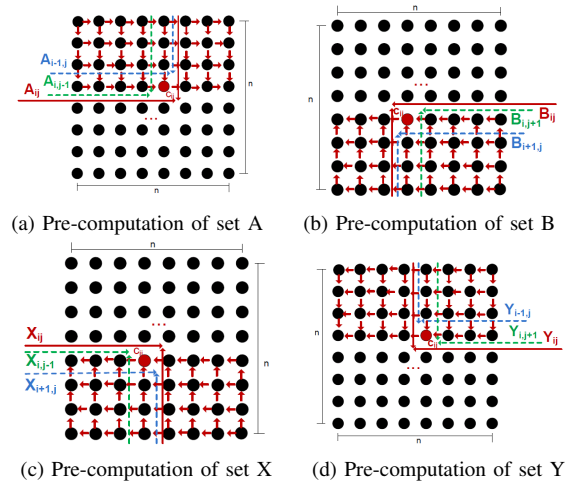 n
A_{i-1,j}
A_{i,j-1}
A_{ij}
C_{ij}
...
n
n
(a) Pre-computation of set A
n
n
...
C_{ij}
B_{ij}
B_{i,j+1}
B_{i+1,j}
(b) Pre-computation of set B
n
n
...
X_{ij}
C_{ij}
X_{i,j-1}
X_{i+1,j}
(c) Pre-computation of set X
n
Y_{i-1,j}
Y_{i,j+1}
Y_{ij}
C_{ij}
...
n
(d) Pre-computation of set Y